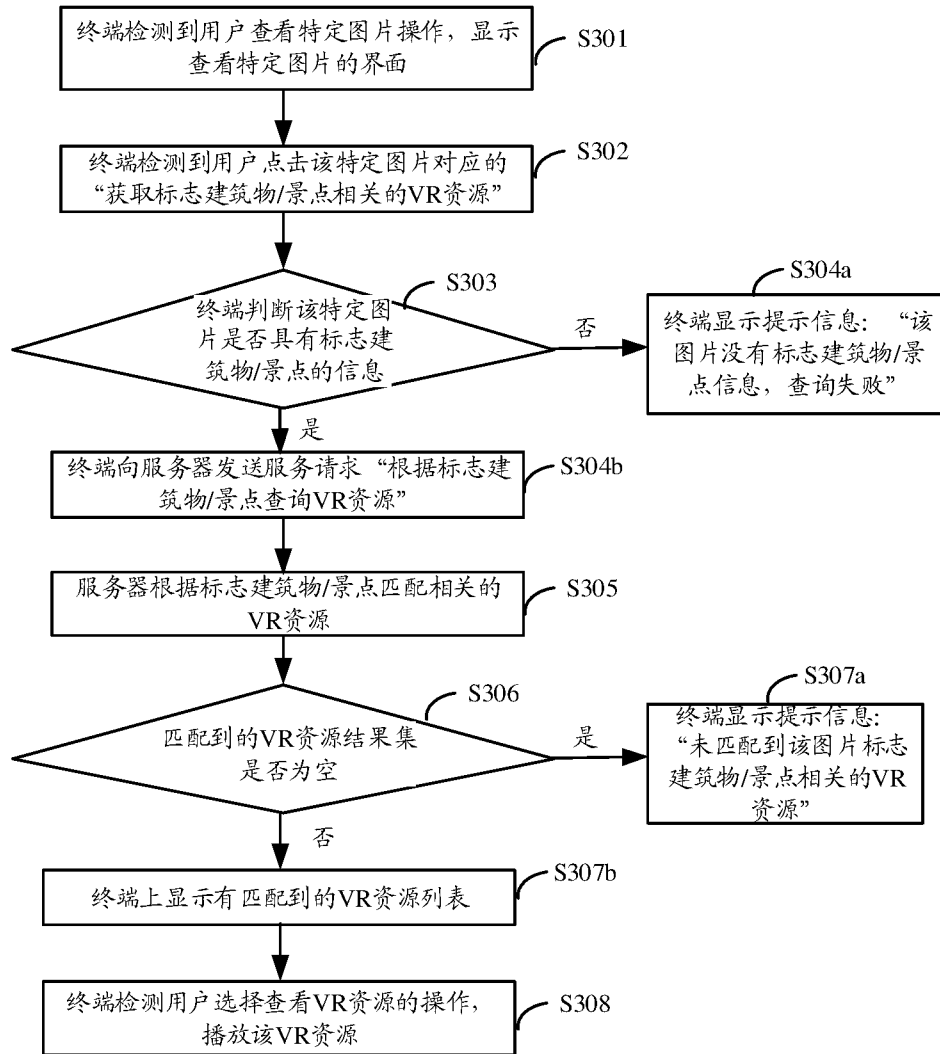 终端检测到用户查看特定图片操作，显示
查看特定图片的界面
S301
终端检测到用户点击该特定图片对应的
“获取标志建筑物/景点相关的VR资源”
S302
终端判断该特定图
片是否具有标志建
筑物/景点的信息
S303
否
终端显示提示信息：“该
图片没有标志建筑物/景
点信息，查询失败”
S304a
是
终端向服务器发送服务请求“根据标志建
筑物/景点查询VR资源”
S304b
服务器根据标志建筑物/景点匹配相关的
VR资源
S305
匹配到的VR资源结果集
是否为空
S306
是
终端显示提示信息：
“未匹配到该图片标志
建筑物/景点相关的VR
资源”
S307a
否
终端上显示有匹配到的VR资源列表
S307b
终端检测用户选择查看VR资源的操作，
播放该VR资源
S308